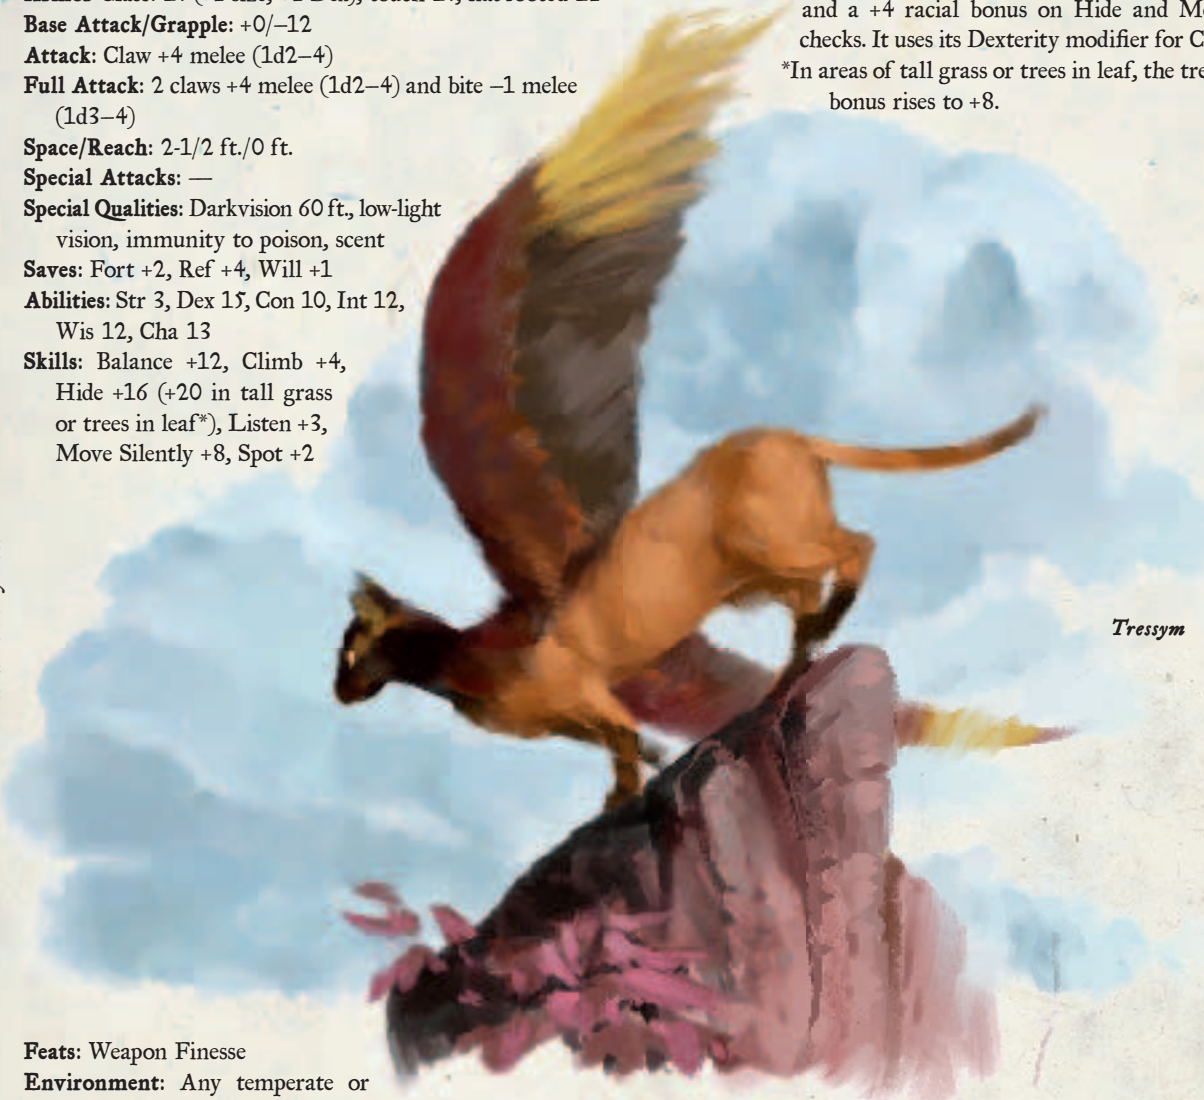 Base Attack/Grapple: +0/–12
Attack: Claw +4 melee (1d2–4)
Full Attack: 2 claws +4 melee (1d2–4) and bite –1 melee
(1d3–4)
Space/Reach: 2-1/2 ft./0 ft.
Special Attacks: —
Special Qualities: Darkvision 60 ft., low-light
vision, immunity to poison, scent
Saves: Fort +2, Ref +4, Will +1
Abilities: Str 3, Dex 15, Con 10, Int 12,
Wis 12, Cha 13
Skills: Balance +12, Climb +4,
Hide +16 (+20 in tall grass
or trees in leaf*), Listen +3,
Move Silently +8, Spot +2
Feats: Weapon Finesse
Environment: Any temperate or
and a +4 racial bonus on Hide and
checks. It uses its Dexterity modifier for
*In areas of tall grass or trees in leaf, the
bonus rises to +8.
Tressym